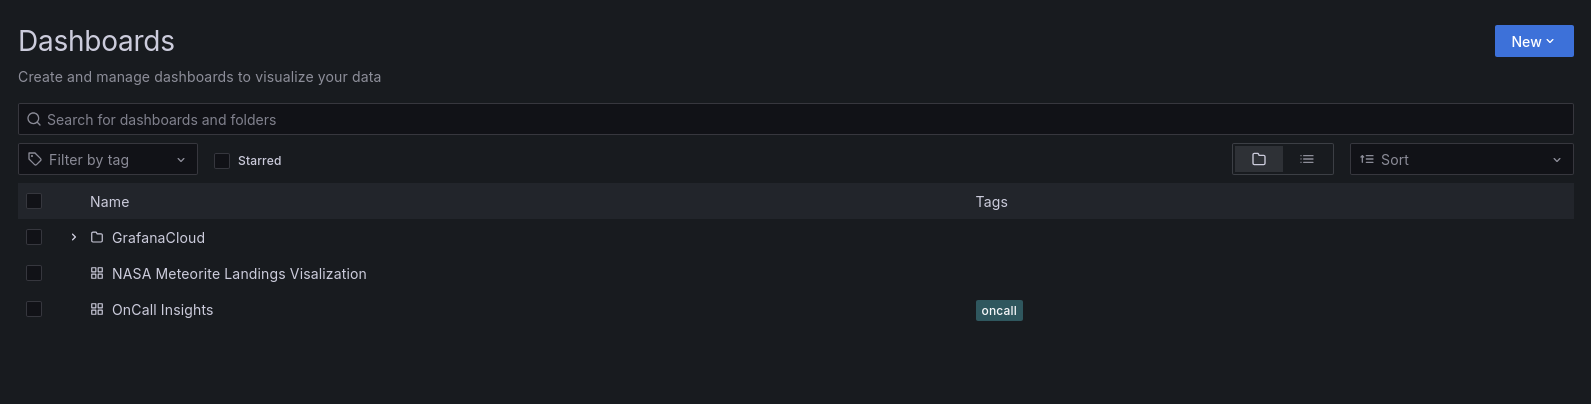 Dashboards
New
Create and manage dashboards to visualize your data
Search for dashboards and folders
Filter by tag
Starred
Sort
Name
Tags
GrafanaCloud
NASA Meteorite Landings Visalization
OnCall Insights
oncall